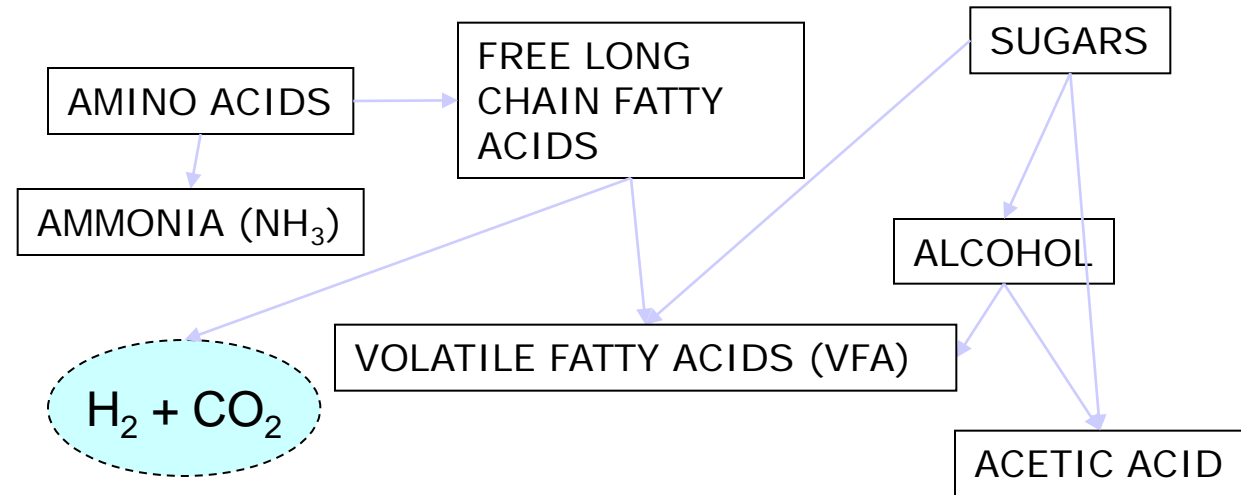 SUGARS
FREE LONG
CHAIN FATTY
ACIDS
AMINO ACIDS
AMMONIA (NH₃)
ALCOHOL
VOLATILE FATTY ACIDS (VFA)
H₂ + CO₂
ACETIC ACID